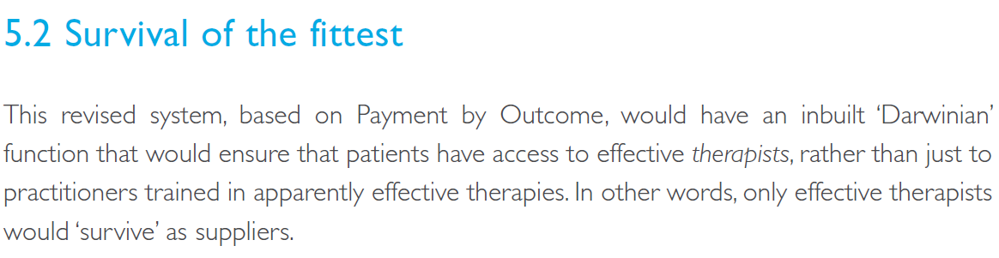 5.2 Survival of the fittest
This revised system, based on Payment by Outcome, would have an inbuilt ‘Darwinian’
function that would ensure that patients have access to effective therapists, rather than just to
practitioners trained in apparently effective therapies. In other words, only effective therapists
would ‘survive’ as suppliers.